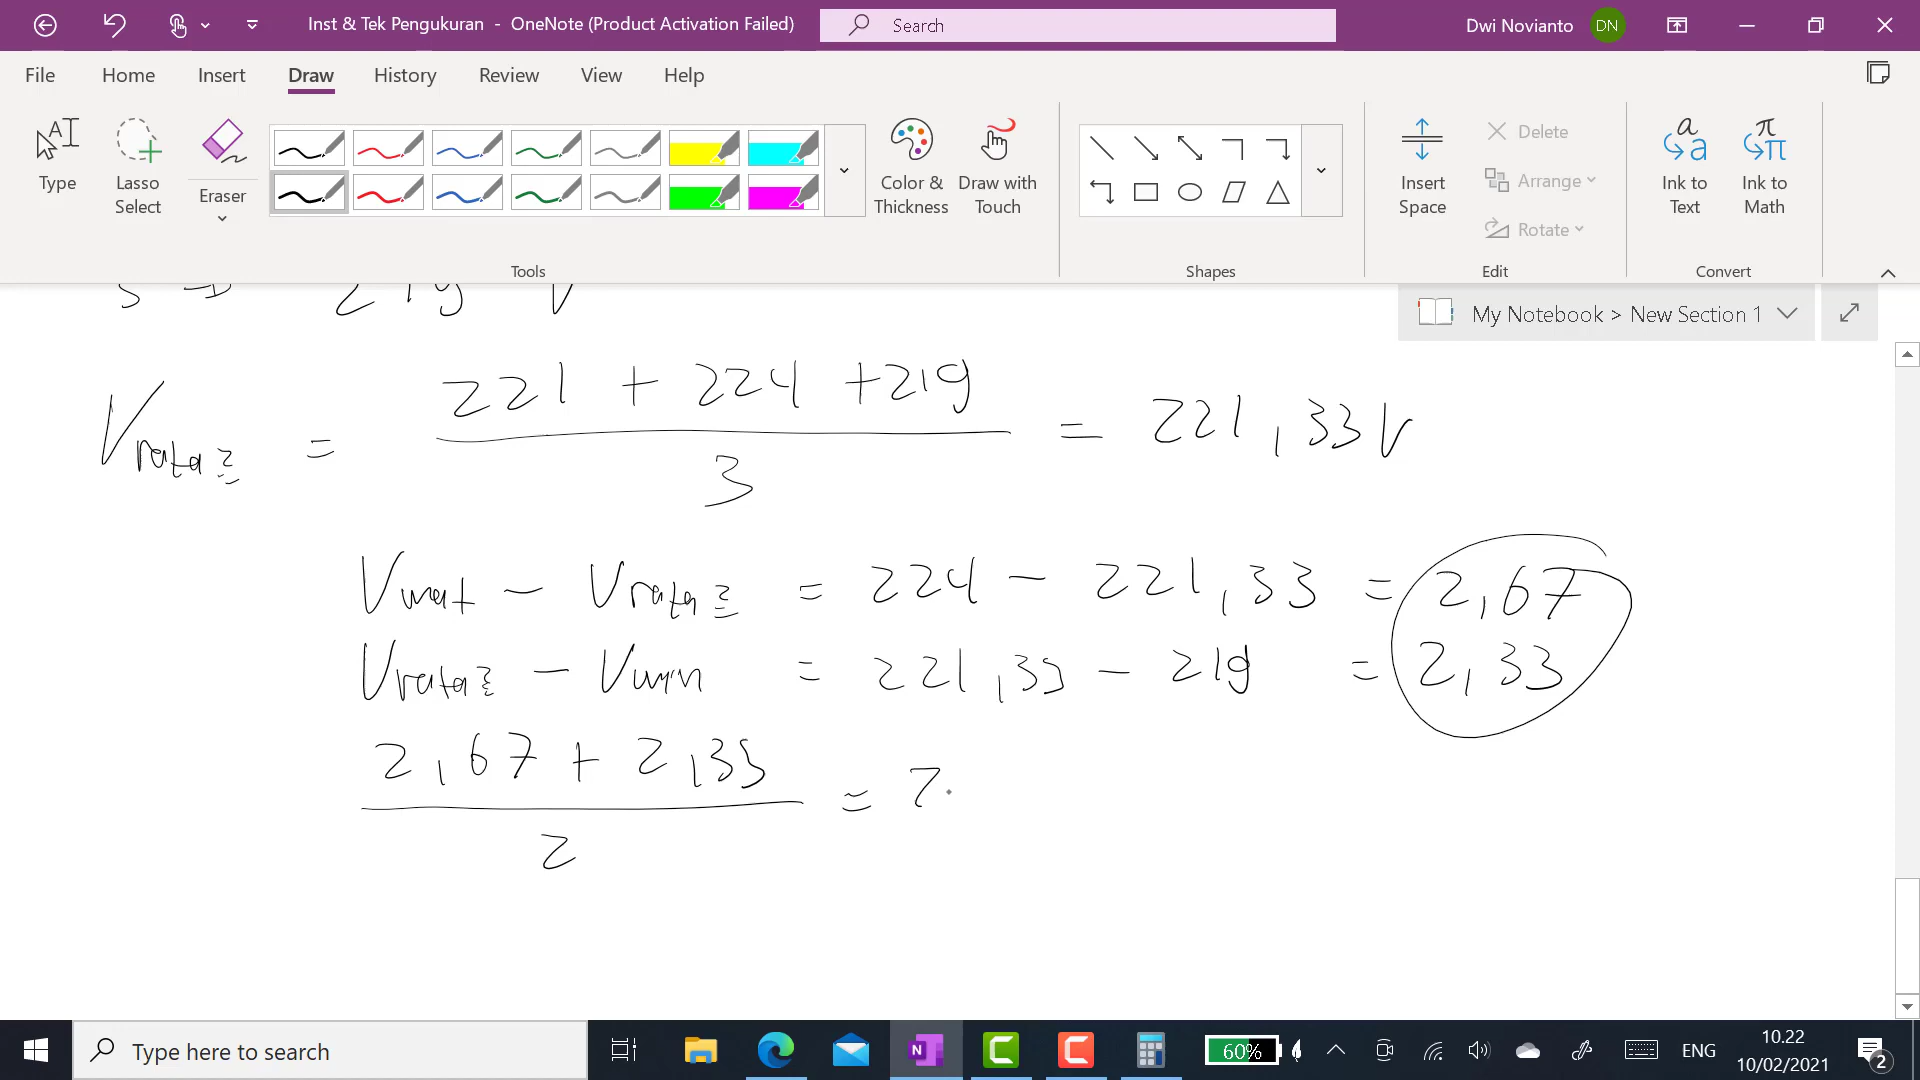 Inst & Tek Pengukuran - OneNote (Product Activation Failed)
Search
Dwi Novianto DN
File Home Insert Draw History Review View Help
Type
Lasso Select
Eraser
Color & Thickness
Draw with Touch
Insert Space
Delete
Arrange
Rotate
Ink to Text
Ink to Math
Tools Shapes Edit Convert
My Notebook > New Section 1
219 V
Vrata2 = 221 + 224 + 219 / 3 = 221,33 V
Vmat - Vrata2 = 224 - 221,33 = 2,67
Vrata2 - Vmin = 221,33 - 219 = 2,33
2,67 + 2,33 / 2 = 2
Type here to search
60%
ENG
10.22
10/02/2021
2